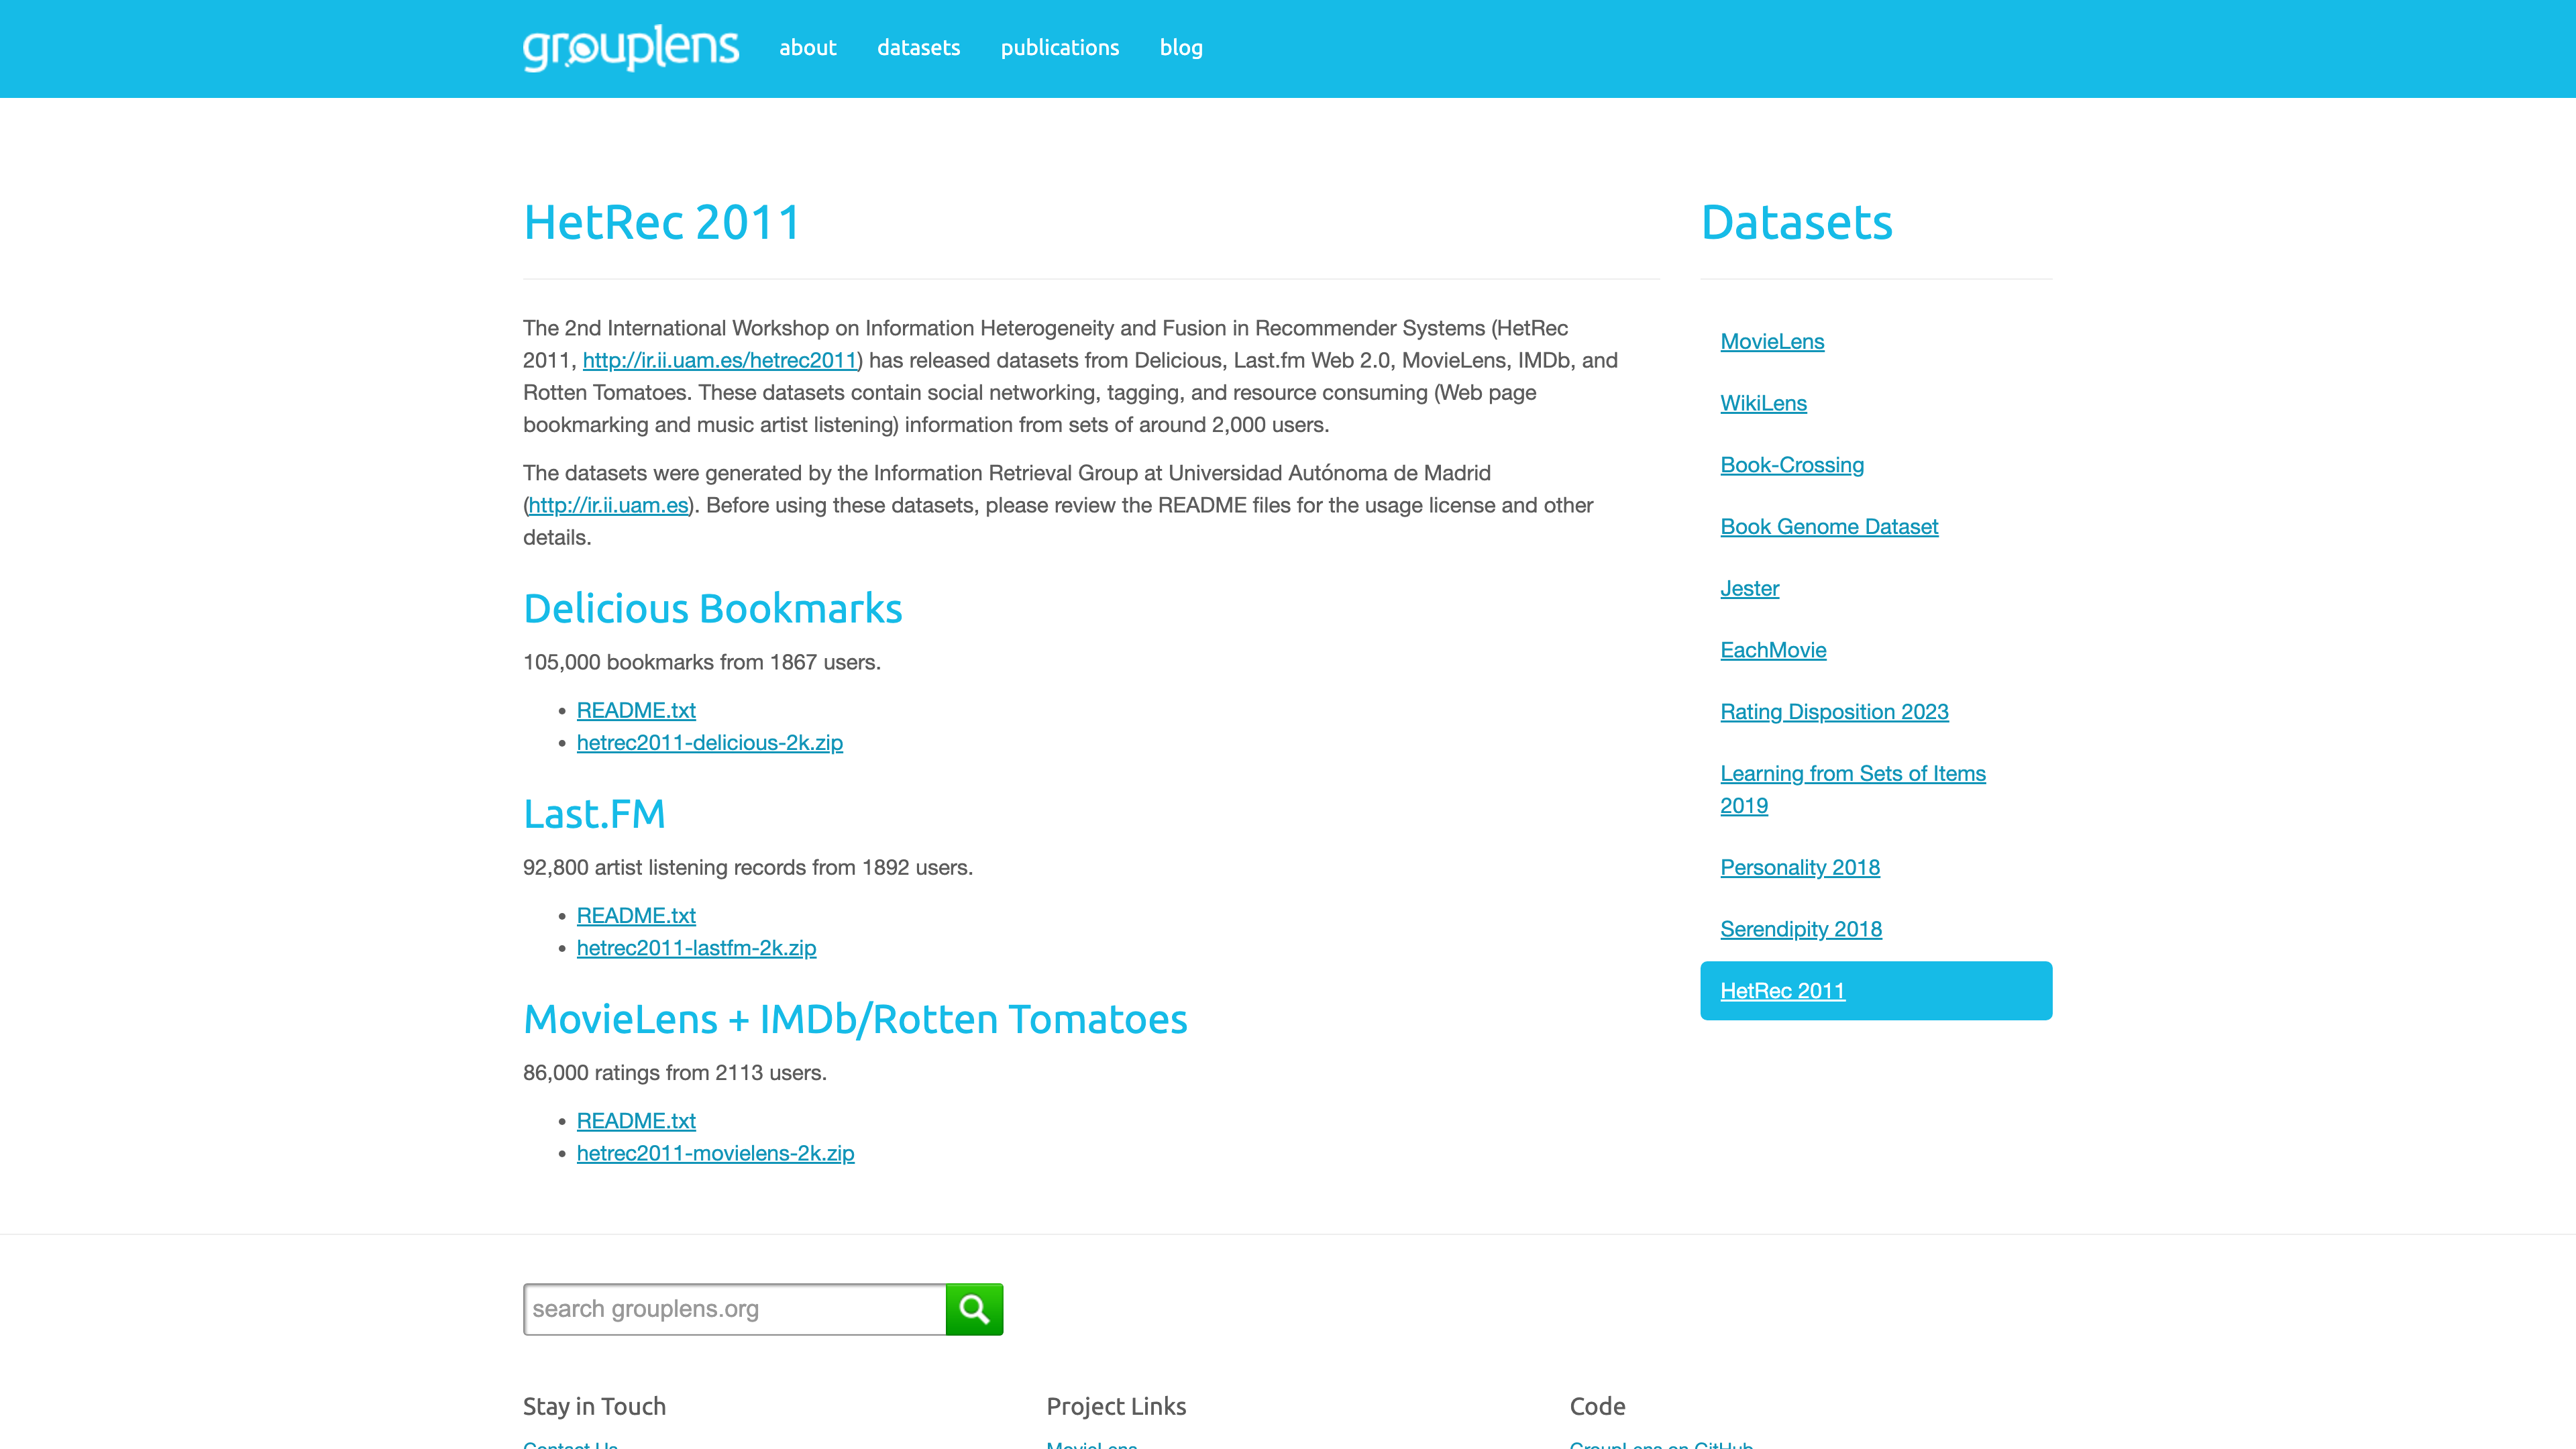 grouplens about datasets publications blog
HetRec 2011
The 2nd International Workshop on Information Heterogeneity and Fusion in Recommender Systems (HetRec
2011, http://ir.ii.uam.es/hetrec2011) has released datasets from Delicious, Last.fm Web 2.0, MovieLens, IMDb, and
Rotten Tomatoes. These datasets contain social networking, tagging, and resource consuming (Web page
bookmarking and music artist listening) information from sets of around 2,000 users.
The datasets were generated by the Information Retrieval Group at Universidad Autónoma de Madrid
(http://ir.ii.uam.es). Before using these datasets, please review the README files for the usage license and other
details.
Delicious Bookmarks
105,000 bookmarks from 1867 users.
• README.txt
• hetrec2011-delicious-2k.zip
Last.FM
92,800 artist listening records from 1892 users.
• README.txt
• hetrec2011-lastfm-2k.zip
MovieLens + IMDb/Rotten Tomatoes
86,000 ratings from 2113 users.
• README.txt
• hetrec2011-movielens-2k.zip
Datasets
MovieLens
WikiLens
Book-Crossing
Book Genome Dataset
Jester
EachMovie
Rating Disposition 2023
Learning from Sets of Items
2019
Personality 2018
Serendipity 2018
HetRec 2011
search grouplens.org
Stay in Touch
Contact Us
Project Links
MovieLens
Code
GroupLens on GitHub